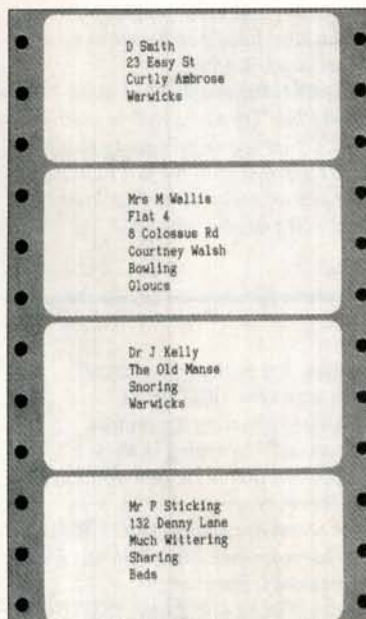 D Smith
23 Easy St
Curtly Ambrose
Warwicks
Mrs M Wallis
Flat 4
8 Colossus Rd
Courtney Walsh
Bowling
Gloucs
Dr J Kelly
The Old Manse
Snoring
Warwicks
Mr P Sticking
132 Denny Lane
Much Wittering
Sharing
Beds